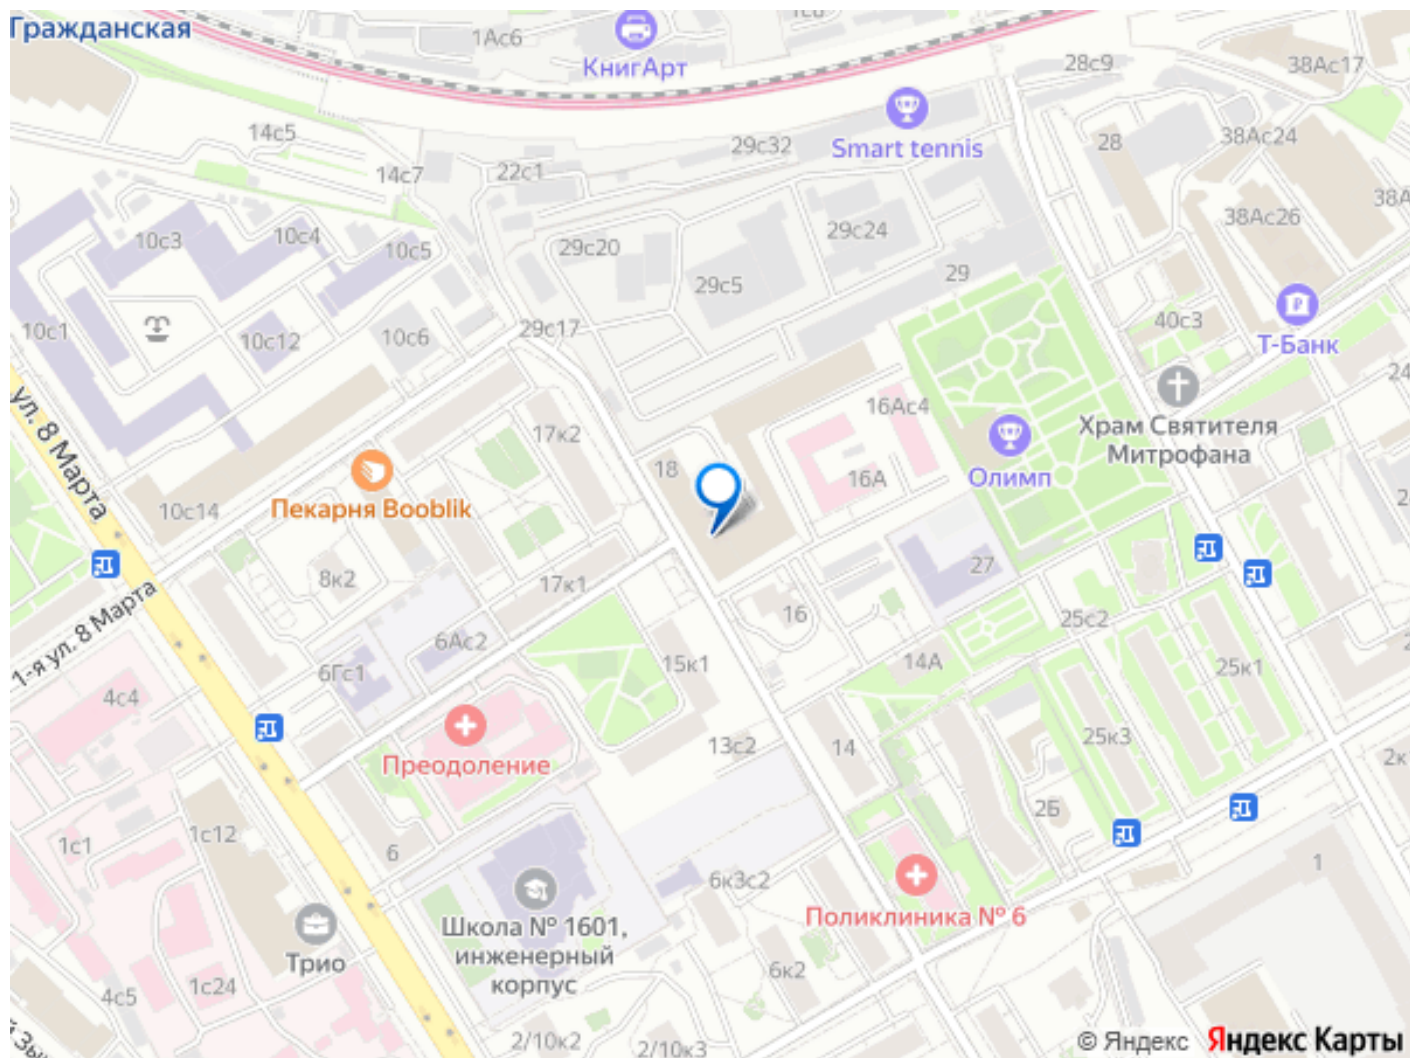 Гражданская
1Ас6
КнигАрт
28с9
38Ас17
14с5
29с32
Smart tennis
28
38Ас24
14с7
22с1
38Ас26
10с3
10с4
10с5
29с20
29с24
29с5
29
10с1
10с12
10с6
29с17
40с3
Т-Банк
ул. 8 Марта
16Ас4
Храм Святителя
Митрофана
17к2
18
16А
Олимп
10с14
Пекарня Booblik
8к2
17к1
27
1-я ул. 8 Марта
16
25с2
6Ас2
6Гс1
15к1
14А
25к1
4с4
Преодоление
13с2
14
25к3
2Б
1с1
1с12
6
6к3с2
1
Школа № 1601,
инженерный
корпус
Поликлиника № 6
Трио
6к2
4с5
1с24
2/10к2
2/10к3
© Яндекс
Яндекс Карты